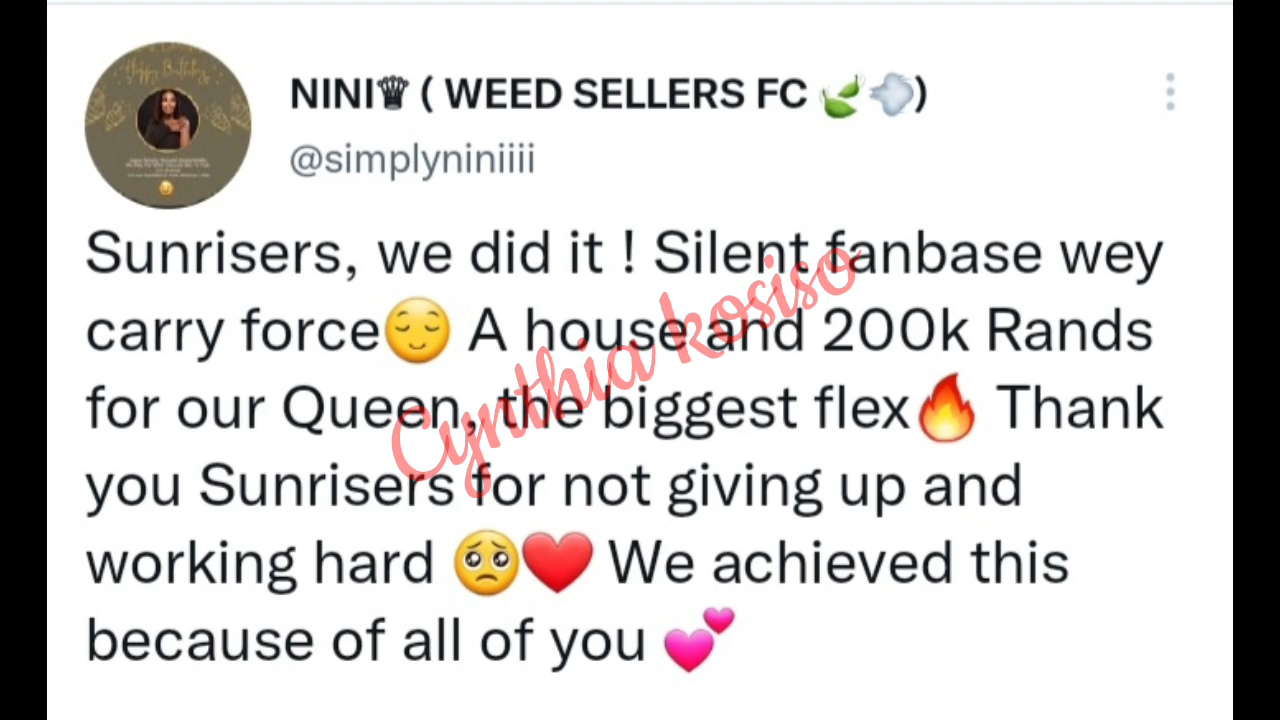 Happy Birthday
NINI♛ ( WEED SELLERS FC 🍃💨)
@simplyniniiii
Sunrisers, we did it ! Silent fanbase wey
carry force😌 A house and 200k Rands
for our Queen, the biggest flex🔥 Thank
you Sunrisers for not giving up and
working hard 🥺❤️ We achieved this
because of all of you 💕
Cynthia kosiso